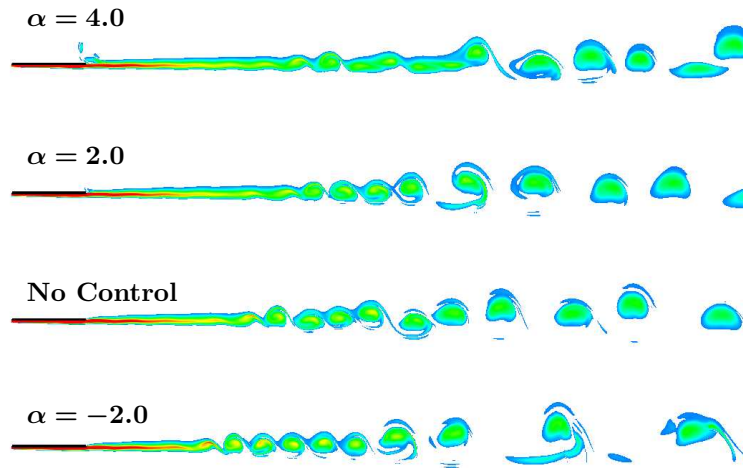 α = 4.0
α = 2.0
No Control
α = −2.0